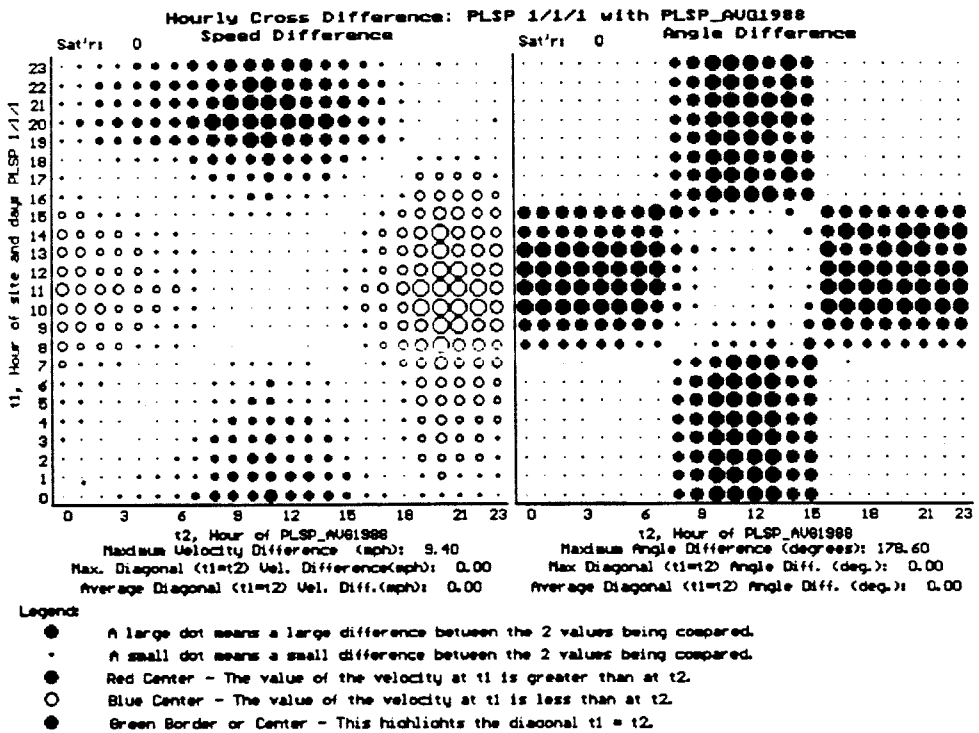 Hourly Cross Difference: PLSP 1/1/1 with PLSP_AVG1988
Speed Difference
Angle Difference
Sat'r: 0
Sat'r: 0
t1, Hour of site and days PLSP 1/1/1
23
22
21
20
19
18
17
16
15
14
13
12
11
10
9
8
7
6
5
4
3
2
1
0
0 3 6 9 12 15 18 21 23
0 3 6 9 12 15 18 21 23
t2, Hour of PLSP_AVG1988
t2, Hour of PLSP_AVG1988
Maximum Velocity Difference (mph): 9.40
Max. Diagonal (t1=t2) Vel. Difference(mph): 0.00
Average Diagonal (t1=t2) Vel. Diff.(mph): 0.00
Maximum Angle Difference (degrees): 178.60
Max Diagonal (t1=t2) Angle Diff. (deg.): 0.00
Average Diagonal (t1=t2) Angle Diff. (deg.): 0.00
Legend:
A large dot means a large difference between the 2 values being compared.
A small dot means a small difference between the 2 values being compared.
Red Center - The value of the velocity at t1 is greater than at t2.
Blue Center - The value of the velocity at t1 is less than at t2.
Green Border or Center - This highlights the diagonal t1 = t2.